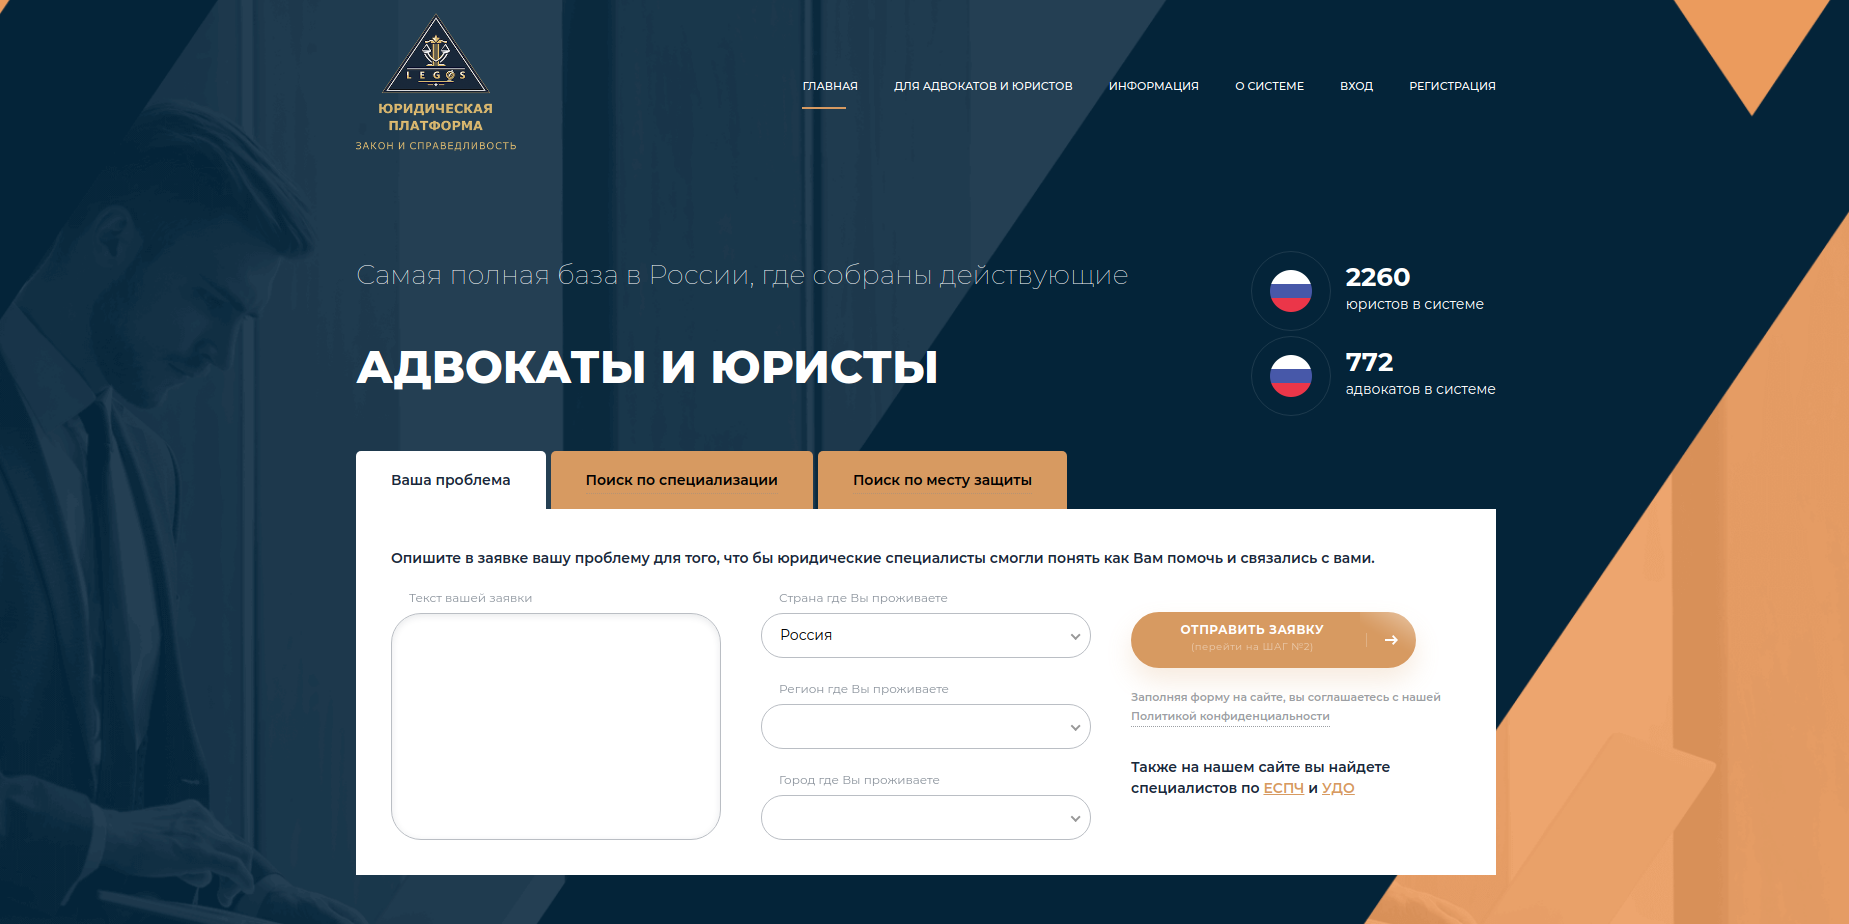 LEGOS
ЮРИДИЧЕСКАЯ
ПЛАТФОРМА
ЗАКОН И СПРАВЕДЛИВОСТЬ
ГЛАВНАЯ ДЛЯ АДВОКАТОВ И ЮРИСТОВ ИНФОРМАЦИЯ О СИСТЕМЕ ВХОД РЕГИСТРАЦИЯ
Самая полная база в России, где собраны действующие
АДВОКАТЫ И ЮРИСТЫ
2260
юристов в системе
772
адвокатов в системе
Ваша проблема Поиск по специализации Поиск по месту защиты
Опишите в заявке вашу проблему для того, что бы юридические специалисты смогли понять как Вам помочь и связались с вами.
Текст вашей заявки
Страна где Вы проживаете
Россия
Регион где Вы проживаете
Город где Вы проживаете
ОТПРАВИТЬ ЗАЯВКУ
(перейти на ШАГ №2)
Заполняя форму на сайте, вы соглашаетесь с нашей
Политикой конфиденциальности
Также на нашем сайте вы найдете
специалистов по ЕСПЧ и УДО